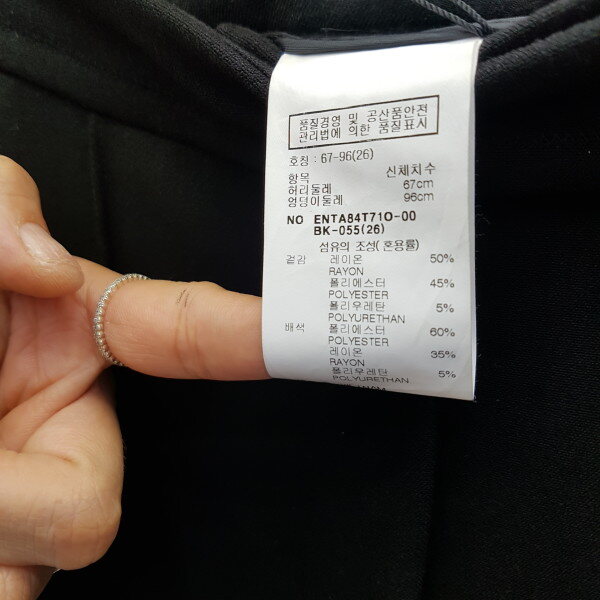 품질경영 및 공산품안전
관리법에 의한 품질표시
호칭 : 67-96(26)
항목 신체치수
허리둘레 67cm
엉덩이둘레 96cm
NO ENTA84T710-00
BK-055(26)
섬유의 조성( 혼용률)
겉감 레이온 50%
RAYON
폴리에스터 45%
POLYESTER
폴리우레탄 5%
POLYURETHAN
배색 폴리에스터 60%
POLYESTER
레이온 35%
RAYON
폴리우레탄 5%
POLYURETHAN